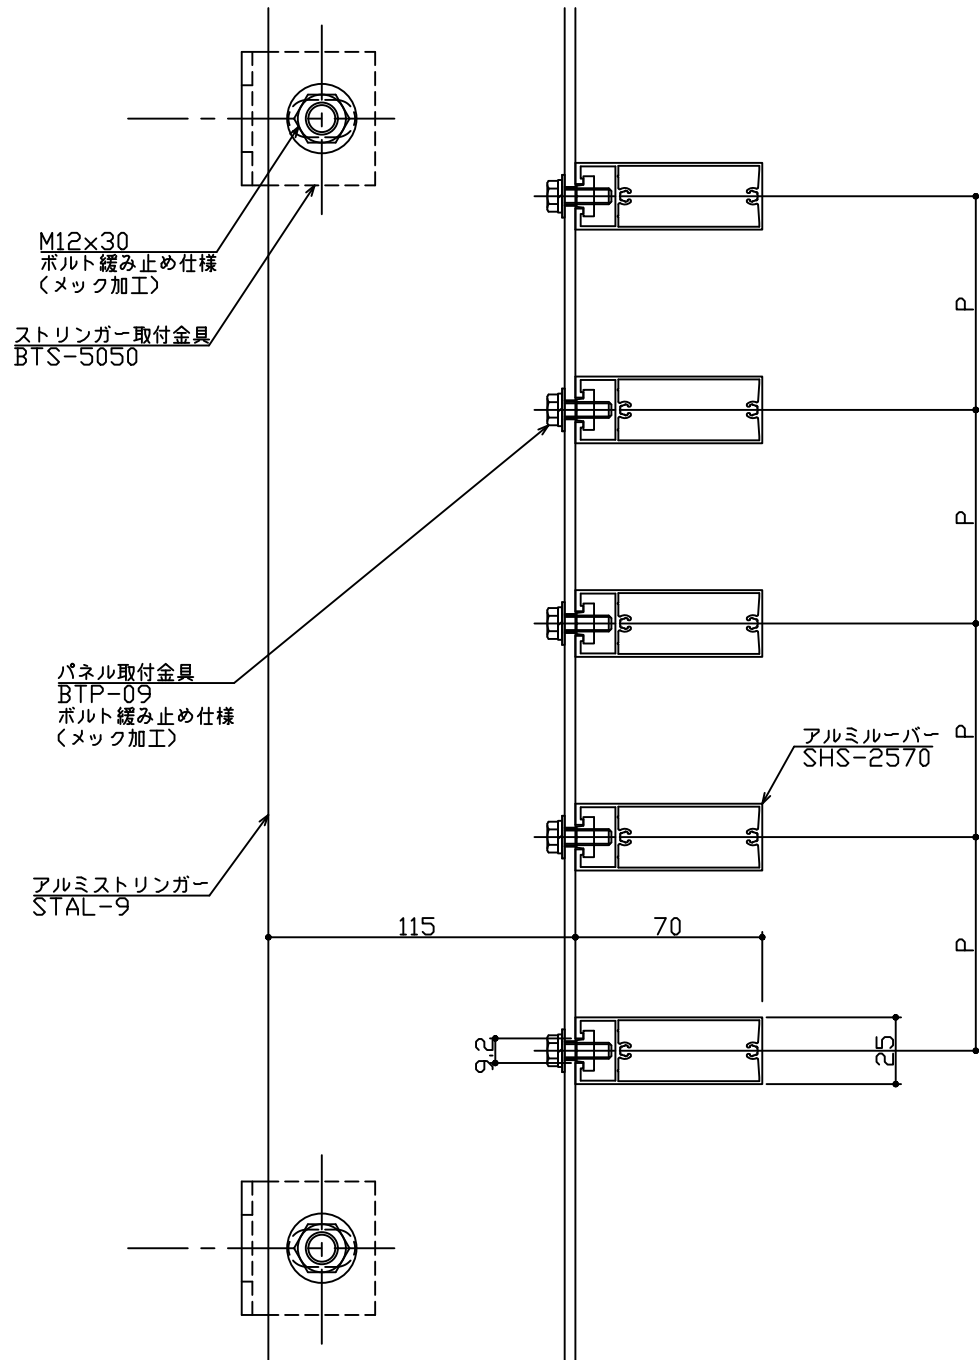 M12x30
ボルト緩み止め仕様
(メック加工)
P
ストリンガー取付金具
BTS-5050
P
パネル取付金具
BTP-09
ボルト緩み止め仕様
(メック加工)
P
アルミルーバー
SHS-2570
アルミストリンガー
STAL-9
115
70
P
9.2
25